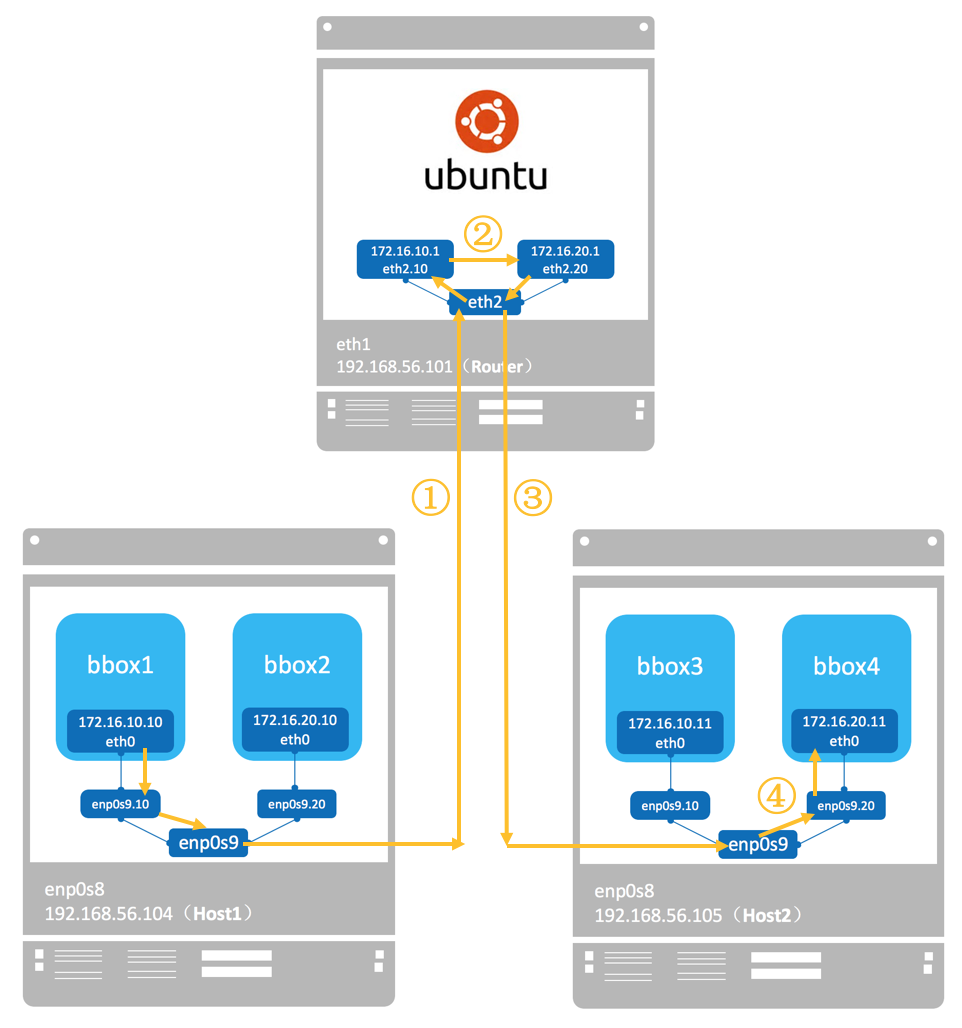 ubuntu
②
172.16.10.1
eth2.10
172.16.20.1
eth2.20
eth2
eth1
192.168.56.101（Router）
①
③
bbox1
172.16.10.10
eth0
bbox2
172.16.20.10
eth0
enp0s9.10
enp0s9.20
enp0s9
enp0s8
192.168.56.104（Host1）
bbox3
172.16.10.11
eth0
bbox4
172.16.20.11
eth0
④
enp0s9.10
enp0s9.20
enp0s9
enp0s8
192.168.56.105（Host2）